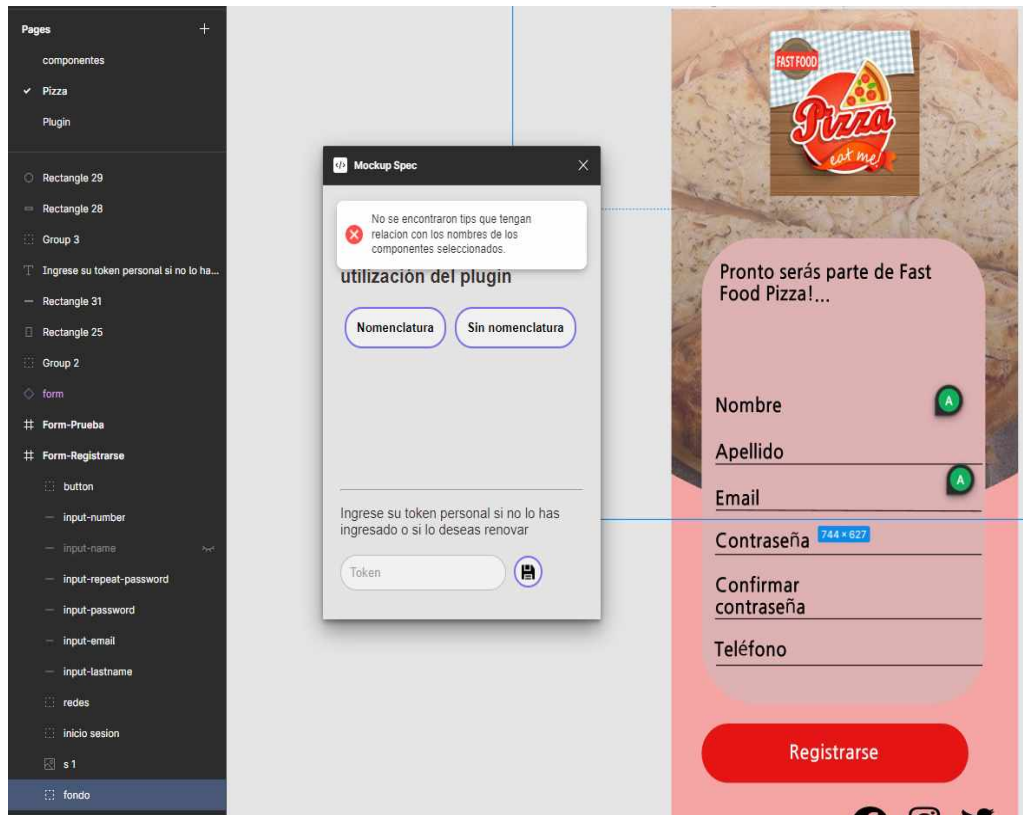 Pages
componentes
Pizza
Plugin
Rectangle 29
Rectangle 28
Group 3
Ingrese su token personal si no lo ha...
Rectangle 31
Rectangle 25
Group 2
form
Form-Prueba
Form-Registrarse
button
input-number
input-name
input-repeat-password
input-password
input-email
input-lastname
redes
inicio sesion
s 1
fondo
Mockup Spec
No se encontraron tips que tengan
relacion con los nombres de los
componentes seleccionados.
utilización del plugin
Nomenclatura
Sin nomenclatura
Ingrese su token personal si no lo has
ingresado o si lo deseas renovar
Token
FAST FOOD
Pizza
eat me!
Pronto serás parte de Fast
Food Pizza!...
Nombre
A
Apellido
A
Email
Contraseña
744 × 627
Confirmar
contraseña
Teléfono
Registrarse